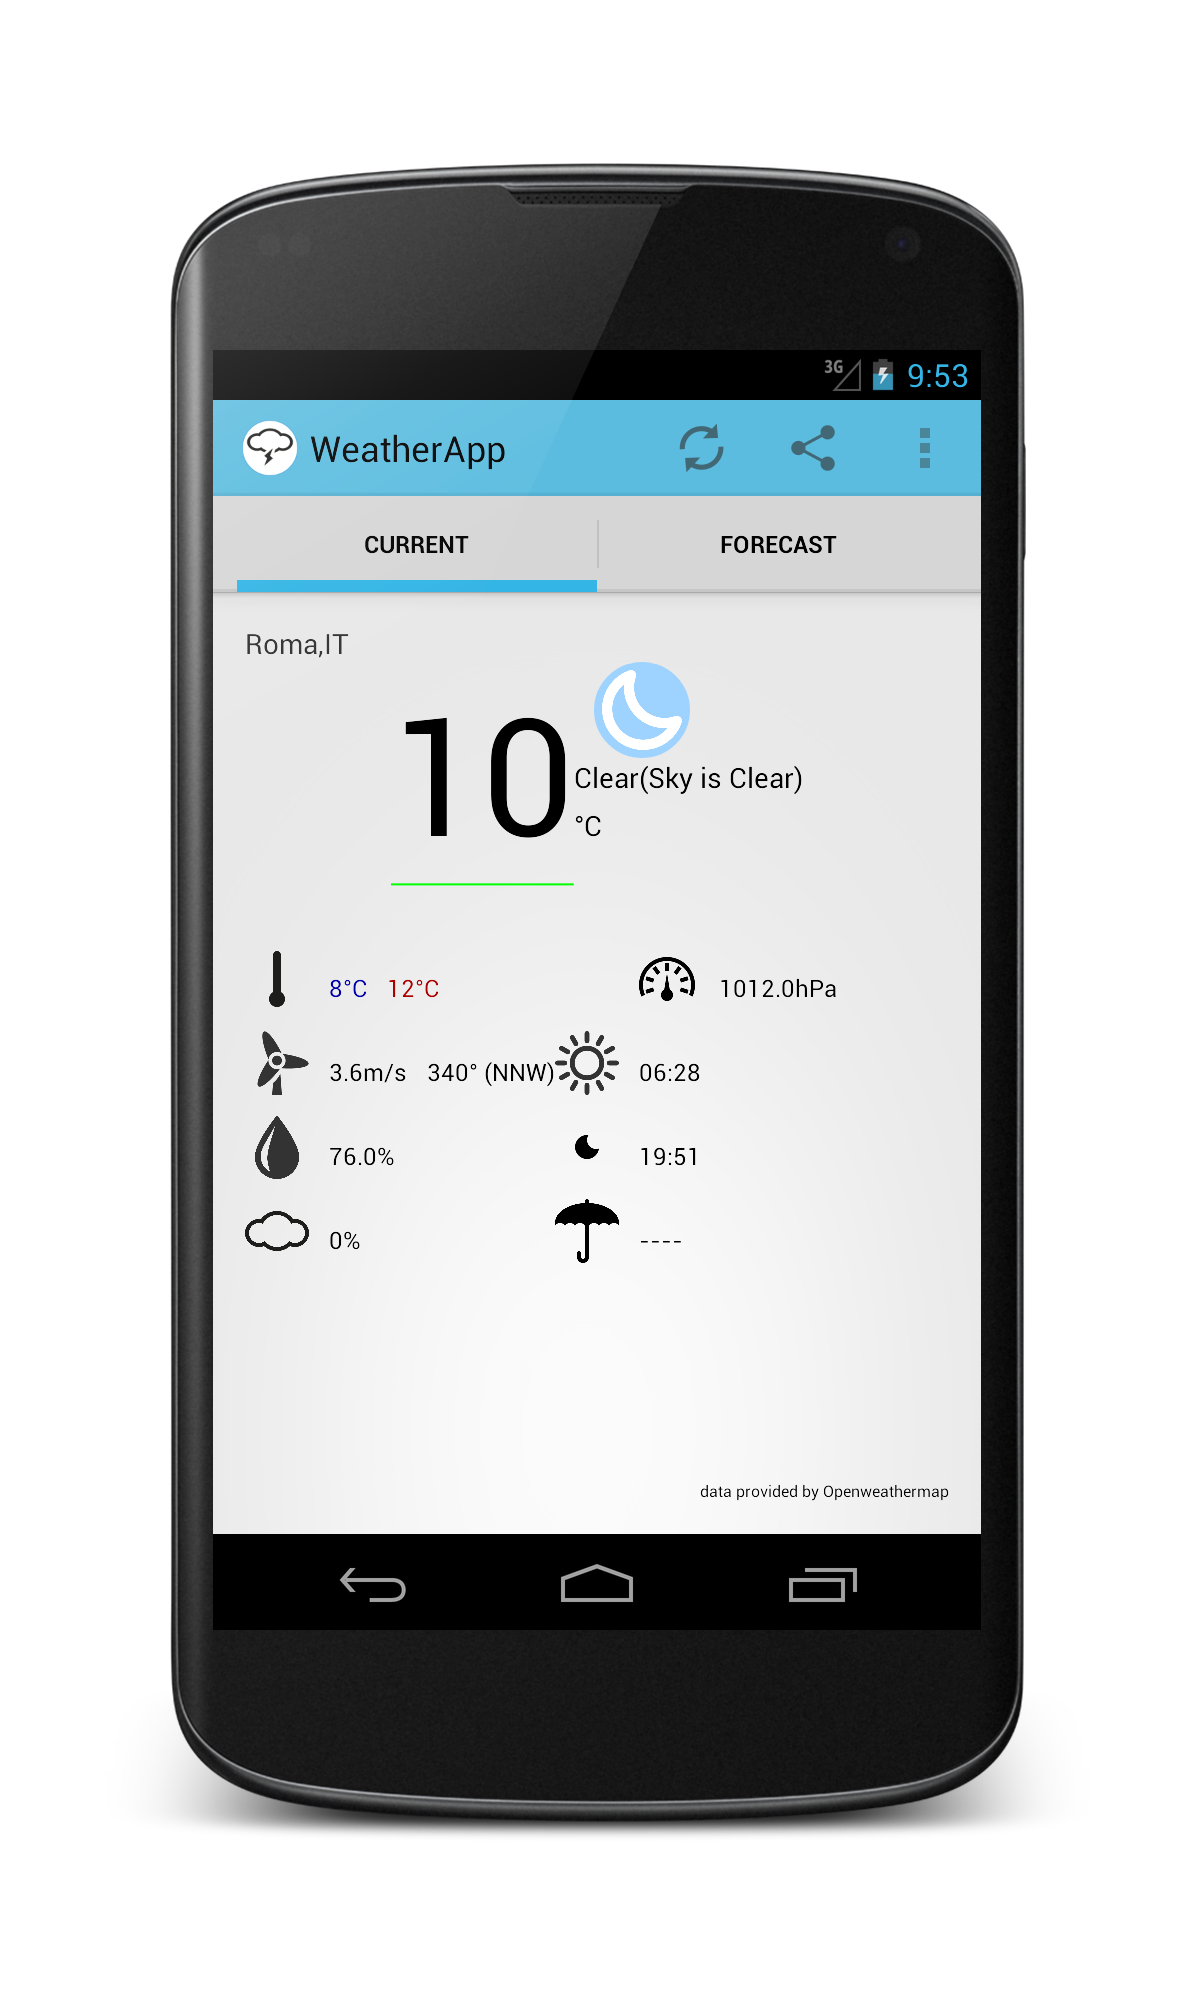 3G 9:53
WeatherApp
CURRENT FORECAST
Roma,IT
10
Clear(Sky is Clear)
°C
8°C 12°C 1012.0hPa
3.6m/s 340° (NNW) 06:28
76.0% 19:51
0% ----
data provided by Openweathermap